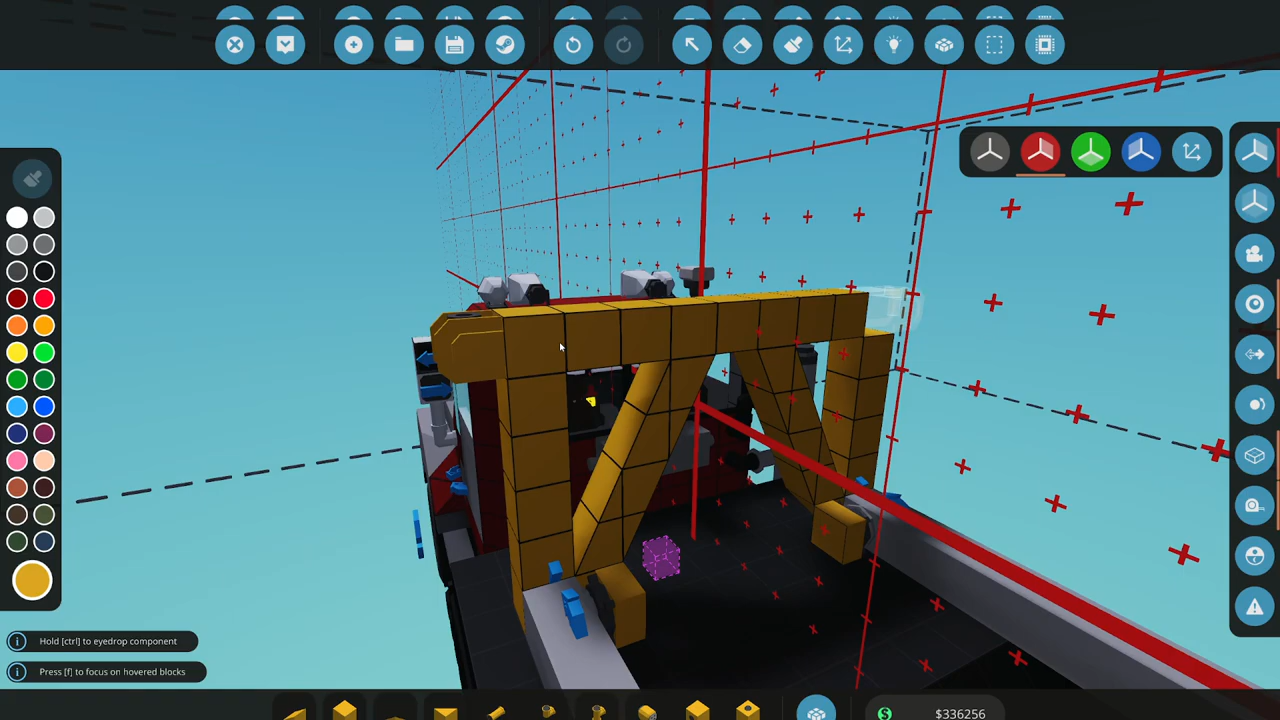 Hold [ctrl] to eyedrop component
Press [f] to focus on hovered blocks
$336256